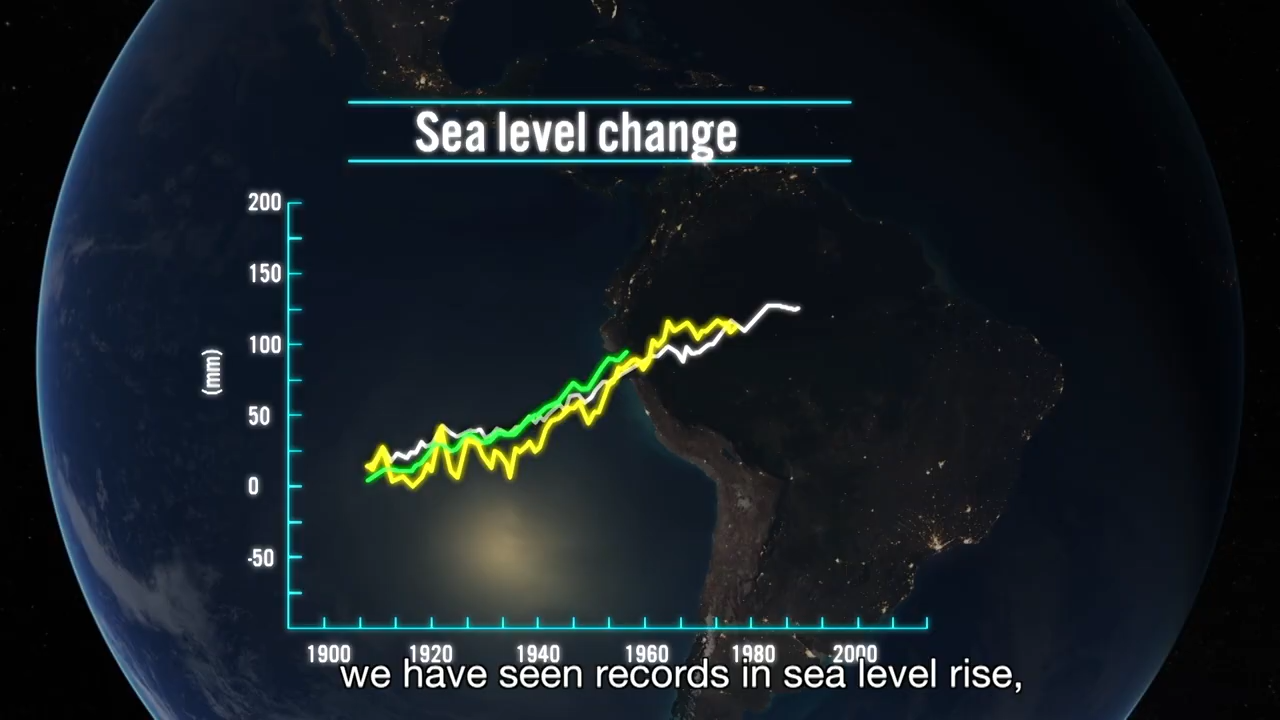 Sea level change
200
150
100
50
0
-50
(mm)
1900 1920 1940 1960 1980 2000
we have seen records in sea level rise,